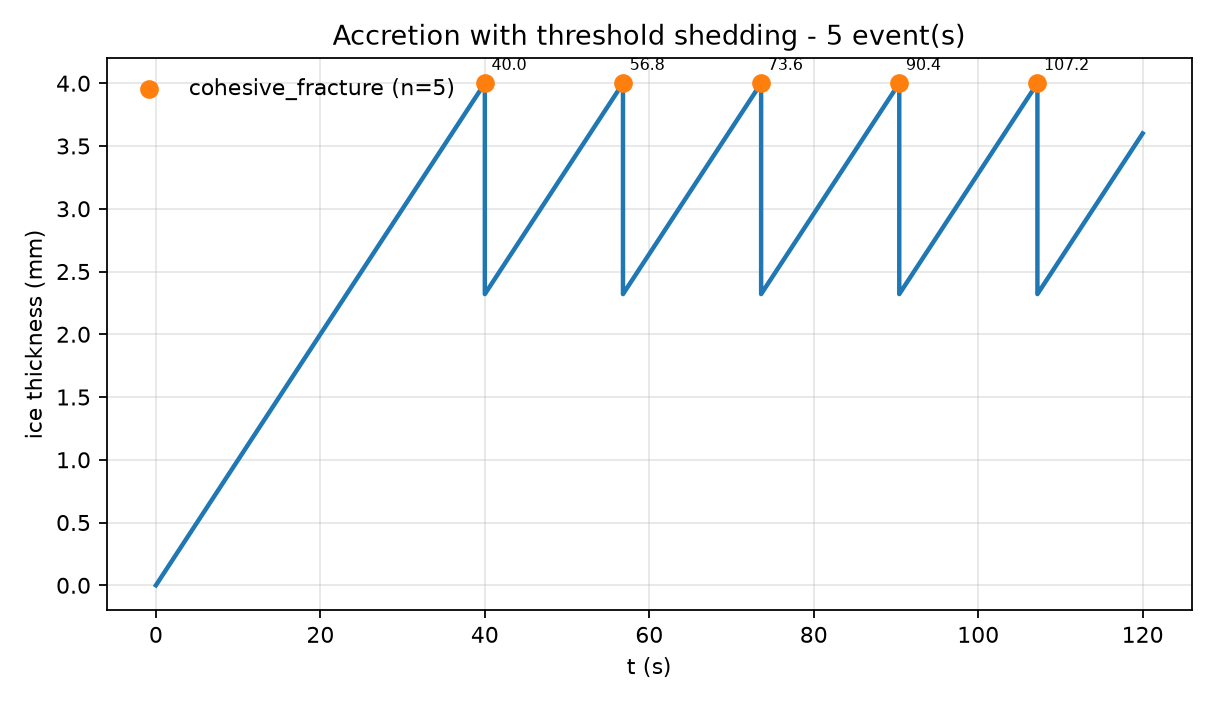 Accretion with threshold shedding - 5 event(s)
cohesive_fracture (n=5)
40.0
56.8
73.6
90.4
107.2
ice thickness (mm)
4.0
3.5
3.0
2.5
2.0
1.5
1.0
0.5
0.0
0 20 40 60 80 100 120
t (s)